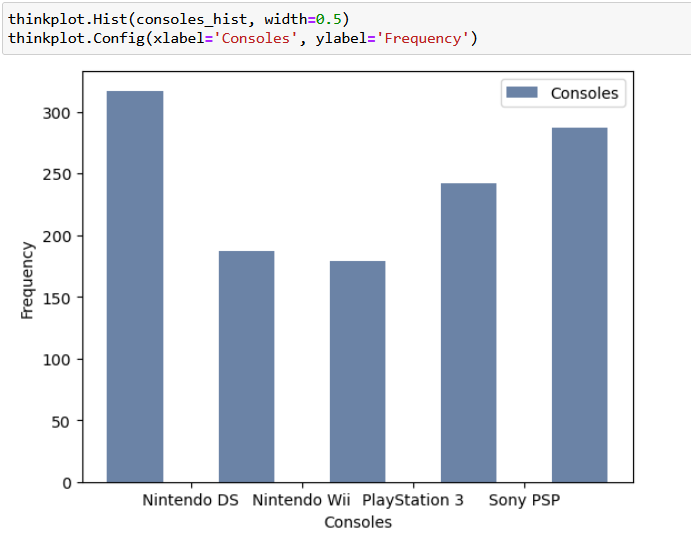 thinkplot.Hist(consoles_hist, width=0.5)
thinkplot.Config(xlabel='Consoles', ylabel='Frequency')
Consoles
300
250
200
150
100
50
0
Frequency
Nintendo DS Nintendo Wii PlayStation 3 Sony PSP
Consoles